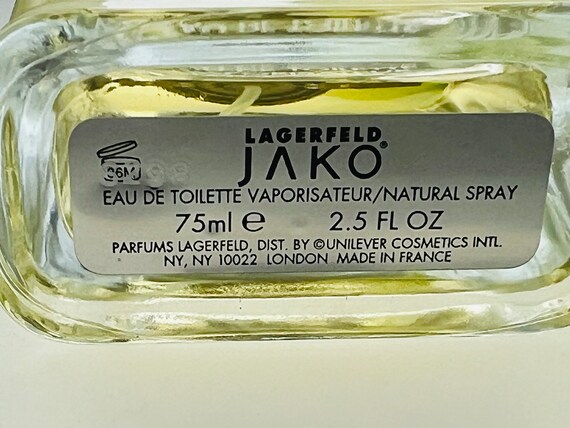 LAGERFELD
JAKO®
36M
EAU DE TOILETTE VAPORISATEUR/NATURAL SPRAY
75ml ℮ 2.5 FL OZ
PARFUMS LAGERFELD, DIST. BY ©UNILEVER COSMETICS INTL.
NY, NY 10022 LONDON MADE IN FRANCE